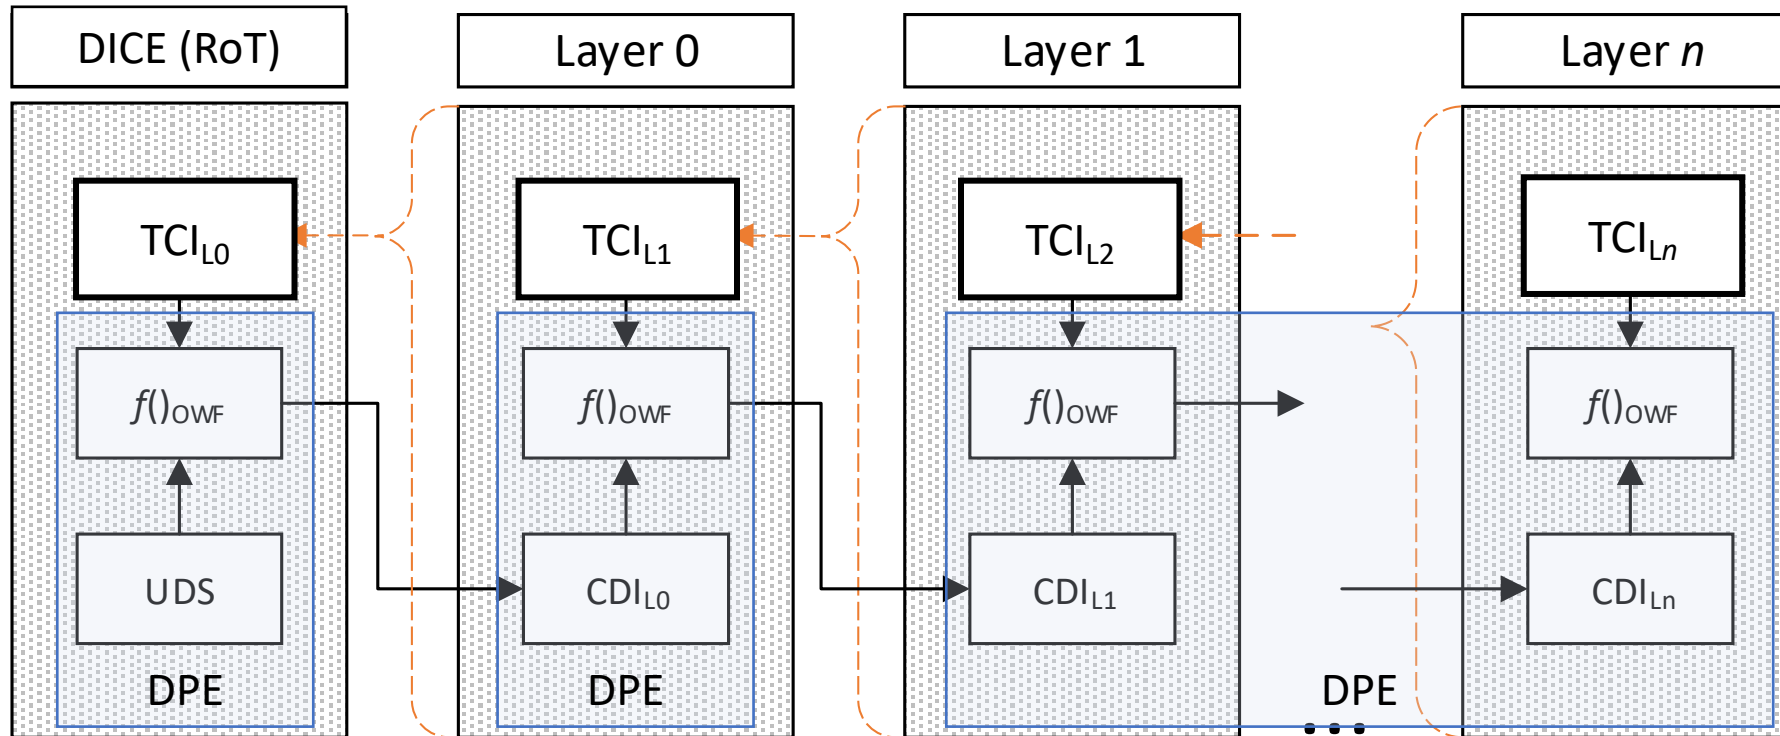 DICE (RoT)
Layer 0
Layer 1
Layer n
TCIL0
TCIL1
TCIL2
TCILn
f()OWF
f()OWF
f()OWF
f()OWF
UDS
CDIL0
CDIL1
CDILn
DPE
DPE
DPE
...